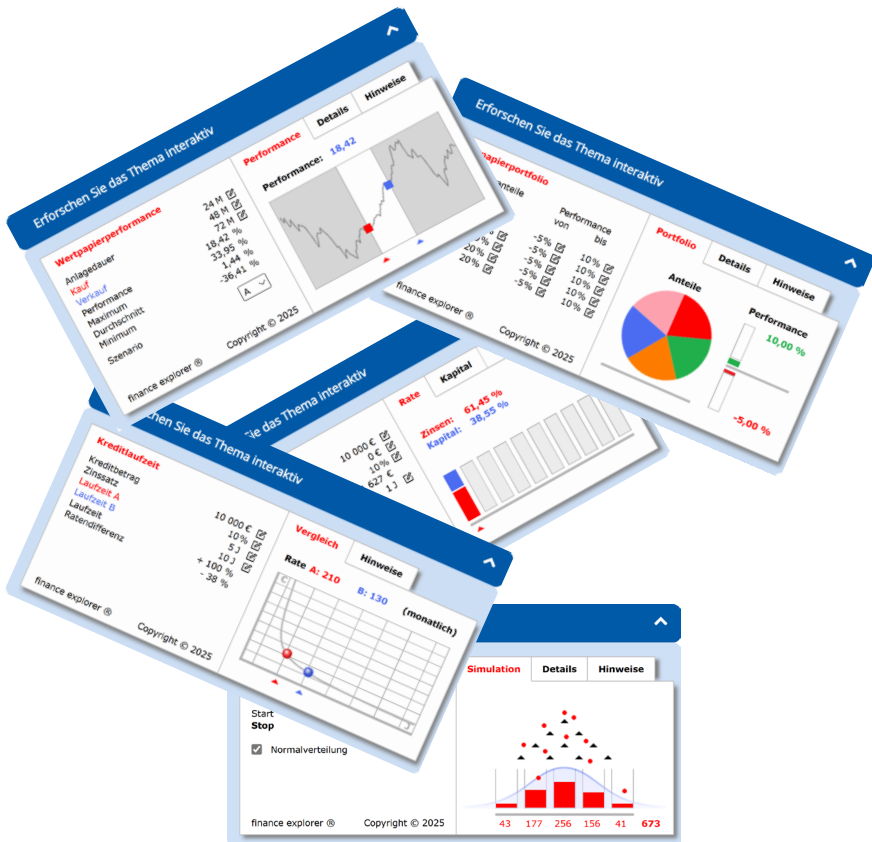 Erforschen Sie das Thema interaktiv
Wertpapierperformance
Anlagedauer 24 M
Kauf 48 M
Verkauf 72 M
Performance 18,42 %
Maximum 33,95 %
Durchschnitt 1,44 %
Minimum -36,41 %
Szenario A
finance explorer ® Copyright © 2025
Performance Details Hinweise
Performance: 18,42
Erforschen Sie das Thema interaktiv
Performance
von bis
-5% 10%
-5% 10%
20% -5% 10%
20% -5% 10%
-5% 10%
finance explorer ® Copyright © 2025
Portfolio Details Hinweise
Anteile
Performance
10,00 %
-5,00 %
Sie das Thema interaktiv
10 000 €
0 €
10%
627 €
1 J
Rate Kapital
Zinsen: 61,45 %
Kapital: 38,55 %
Sie das Thema interaktiv
Kreditlaufzeit
Kreditbetrag 10 000 €
Zinssatz 10%
Laufzeit A 5 J
Laufzeit B 10 J
Laufzeit + 100 %
Ratendifferenz - 38 %
finance explorer ® Copyright © 2025
Vergleich Hinweise
Rate A: 210 B: 130 (monatlich)
C
J
Simulation Details Hinweise
Start
Stop
Normalverteilung
43 177 256 156 41 673
finance explorer ® Copyright © 2025